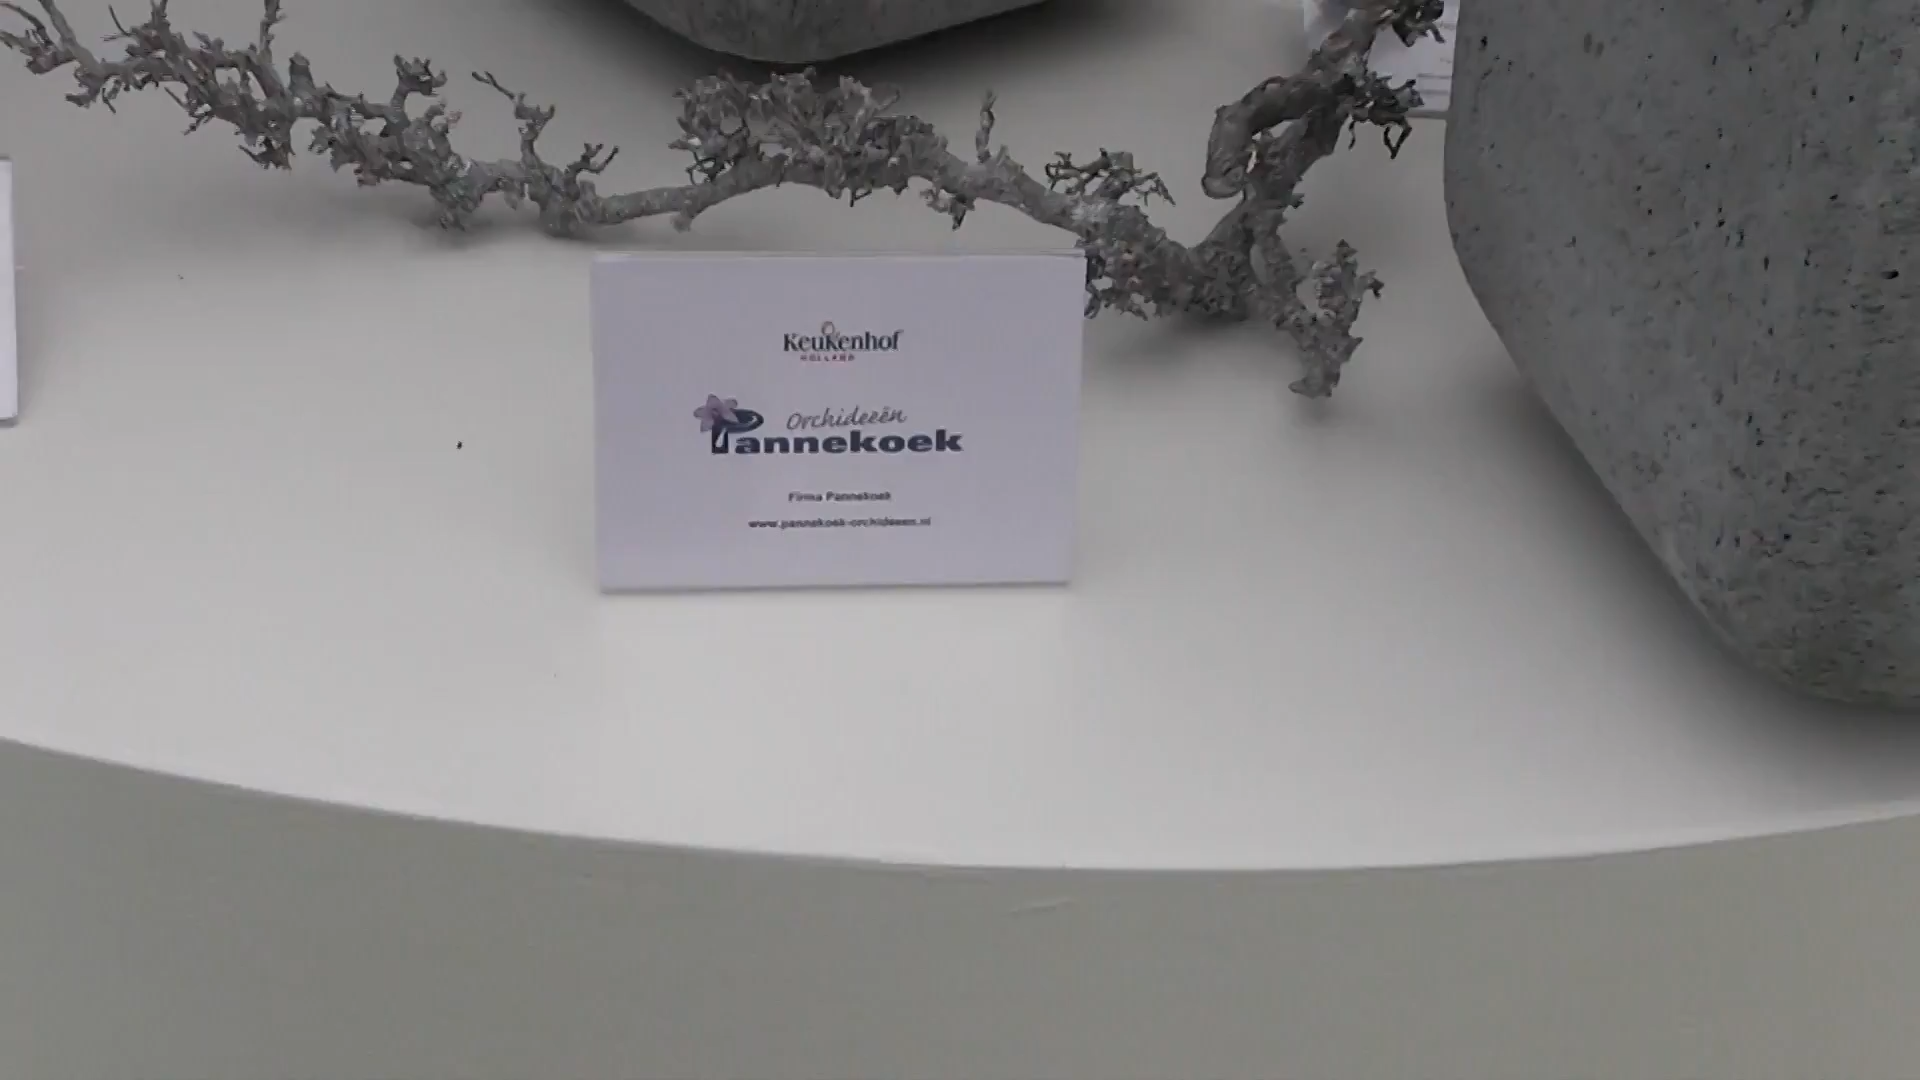 Keukenhof
HOLLAND
Orchideeën
Pannekoek
Firma Pannekoek
www.pannekoek-orchideeen.nl